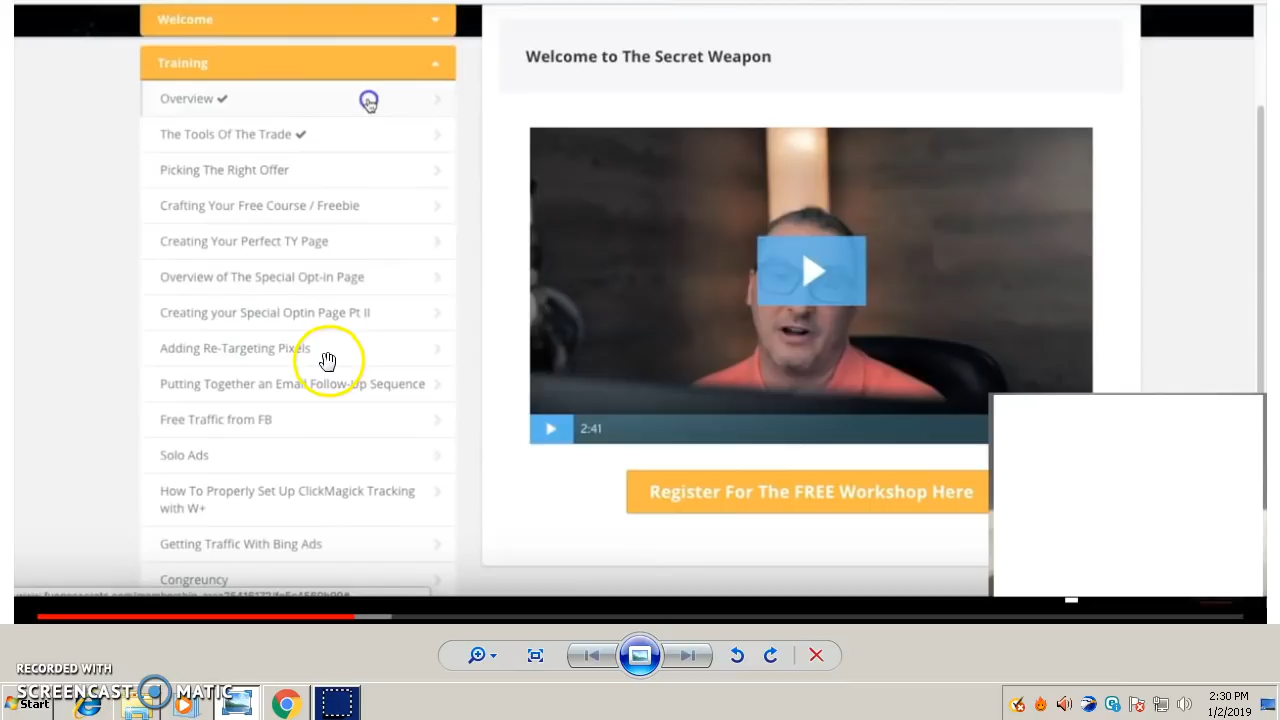 Welcome
Training
Overview
The Tools Of The Trade
Picking The Right Offer
Crafting Your Free Course / Freebie
Creating Your Perfect TY Page
Overview of The Special Opt-in Page
Creating your Special Optin Page Pt II
Adding Re-Targeting Pixels
Putting Together an Email Follow-Up Sequence
Free Traffic from FB
Solo Ads
How To Properly Set Up ClickMagick Tracking
with W+
Getting Traffic With Bing Ads
Congreuncy
Welcome to The Secret Weapon
2:41
Register For The FREE Workshop Here
RECORDED WITH
SCREENCAST MATIC
Start
2:30 PM
1/2/2019